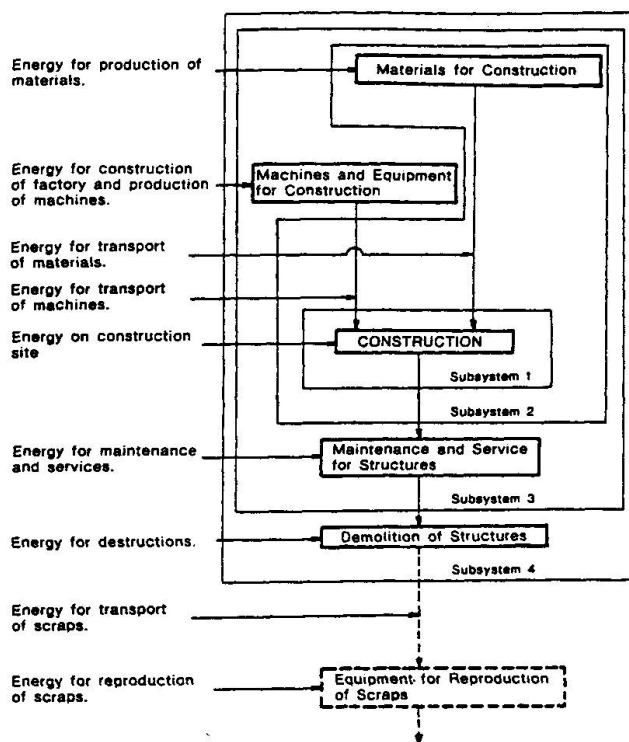 Energy for production of
materials.
Materials for Construction
Energy for construction
of factory and production
of machines.
Machines and Equipment
for Construction
Energy for transport
of materials.
Energy for transport
of machines.
Energy on construction
site
CONSTRUCTION
Subsystem 1
Subsystem 2
Energy for maintenance
and services.
Maintenance and Service
for Structures
Subsystem 3
Energy for destructions.
Demolition of Structures
Subsystem 4
Energy for transport
of scraps.
Energy for reproduction
of scraps.
Equipment for Reproduction
of Scraps